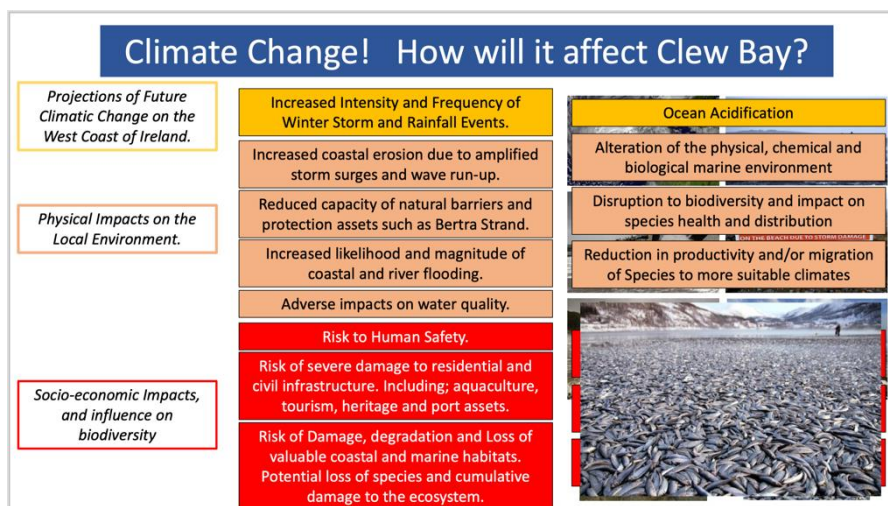 Climate Change!   How will it affect Clew Bay?
Projections of Future
Climatic Change on the
West Coast of Ireland.
Increased Intensity and Frequency of
Winter Storm and Rainfall Events.
Ocean Acidification
Increased coastal erosion due to amplified
storm surges and wave run-up.
Alteration of the physical, chemical and
biological marine environment
Physical Impacts on the
Local Environment.
Reduced capacity of natural barriers and
protection assets such as Bertra Strand.
Disruption to biodiversity and impact on
species health and distribution
ON THE BEACH DUE TO STORM DAMAGE
Increased likelihood and magnitude of
coastal and river flooding.
Reduction in productivity and/or migration
of Species to more suitable climates
Adverse impacts on water quality.
Socio-economic Impacts,
and influence on
biodiversity
Risk to Human Safety.
Risk of severe damage to residential and
civil infrastructure. Including; aquaculture,
tourism, heritage and port assets.
Risk of Damage, degradation and Loss of
valuable coastal and marine habitats.
Potential loss of species and cumulative
damage to the ecosystem.